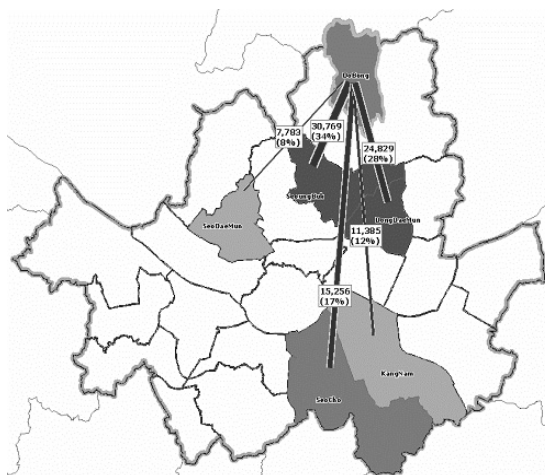 DoBong
7,783
(8%)
30,769
(34%)
24,829
(28%)
SeoungBuk
DongDaeMun
SeoDaeMun
11,385
(12%)
15,256
(17%)
KangNam
SeoCho